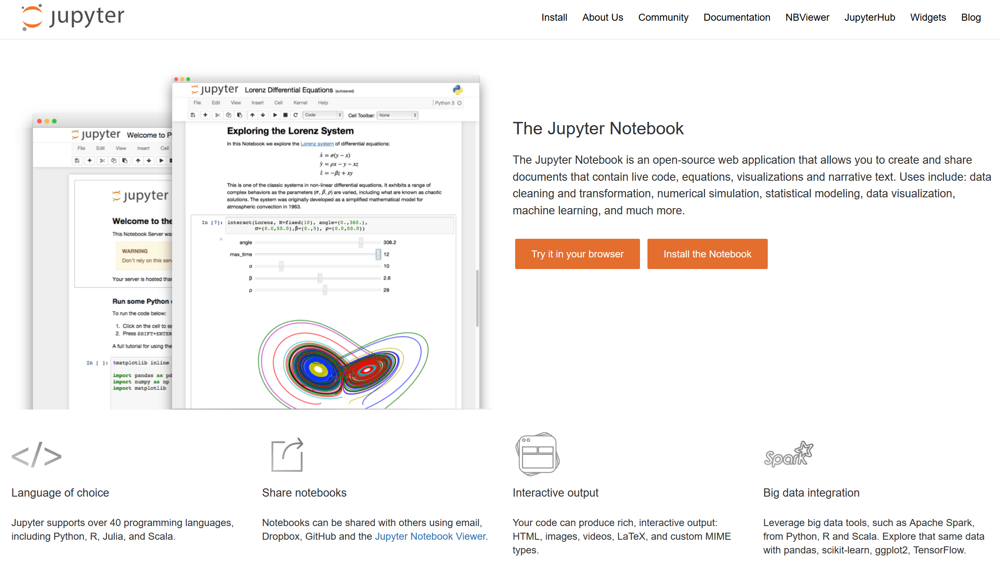 jupyter
Install About Us Community Documentation NBViewer JupyterHub Widgets Blog
jupyter Welcome to P
File Edit View Insert Cell
jupyter
Welcome to the
This Notebook Server was
WARNING
Don't rely on this serv
Your server is hosted than
Run some Python
To run the code below:
1. Click on the cell to se
2. Press SHIFT+ENTER
A full tutorial for using the
In [ ]: %matplotlib inline
import pandas as pd
import numpy as np
import matplotlib
jupyter Lorenz Differential Equations (autosaved)
File Edit View Insert Cell Kernel Help Python 3
Code Cell Toolbar: None
Exploring the Lorenz System
In this Notebook we explore the Lorenz system of differential equations:
ẋ = σ(y − x)
ẏ = ρx − y − xz
ż = −βz + xy
This is one of the classic systems in non-linear differential equations. It exhibits a range of
complex behaviors as the parameters (σ, β, ρ) are varied, including what are known as chaotic
solutions. The system was originally developed as a simplified mathematical model for
atmospheric convection in 1963.
In [7]: interact(Lorenz, N=fixed(10), angle=(0.,360.),
σ=(0.0,50.0),β=(0.,5), ρ=(0.0,50.0))
angle 308.2
max_time 12
σ 10
β 2.6
ρ 28
The Jupyter Notebook
The Jupyter Notebook is an open-source web application that allows you to create and share
documents that contain live code, equations, visualizations and narrative text. Uses include: data
cleaning and transformation, numerical simulation, statistical modeling, data visualization,
machine learning, and much more.
Try it in your browser Install the Notebook
Language of choice
Jupyter supports over 40 programming languages,
including Python, R, Julia, and Scala.
Share notebooks
Notebooks can be shared with others using email,
Dropbox, GitHub and the Jupyter Notebook Viewer.
Interactive output
Your code can produce rich, interactive output:
HTML, images, videos, LaTeX, and custom MIME
types.
Spark
Big data integration
Leverage big data tools, such as Apache Spark,
from Python, R and Scala. Explore that same data
with pandas, scikit-learn, ggplot2, TensorFlow.